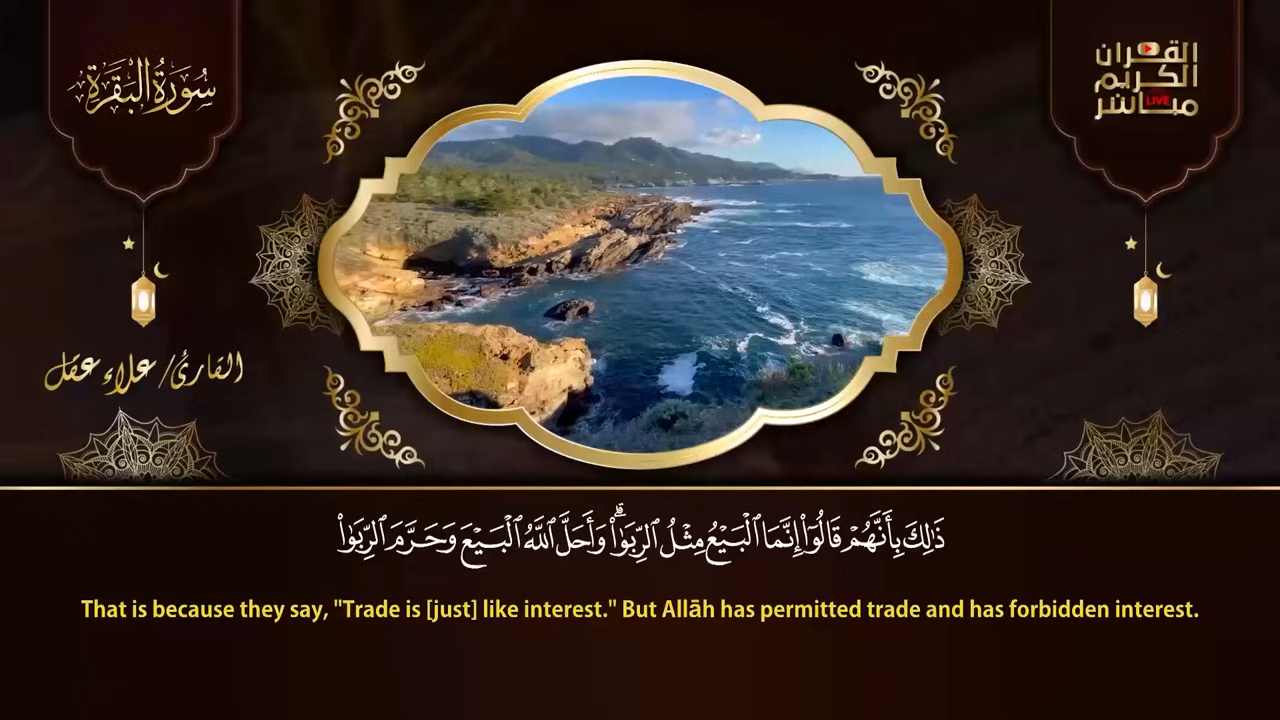 سُورَةُ البَقَرَةِ
القرآن
الكريم
مباشر
LIVE
القارئ/ علاء عقل
ذَٰلِكَ بِأَنَّهُمْ قَالُوٓا۟ إِنَّمَا ٱلْبَيْعُ مِثْلُ ٱلرِّبَوٰا۟ ۗ وَأَحَلَّ ٱللَّهُ ٱلْبَيْعَ وَحَرَّمَ ٱلرِّبَوٰا۟
That is because they say, "Trade is [just] like interest." But Allāh has permitted trade and has forbidden interest.